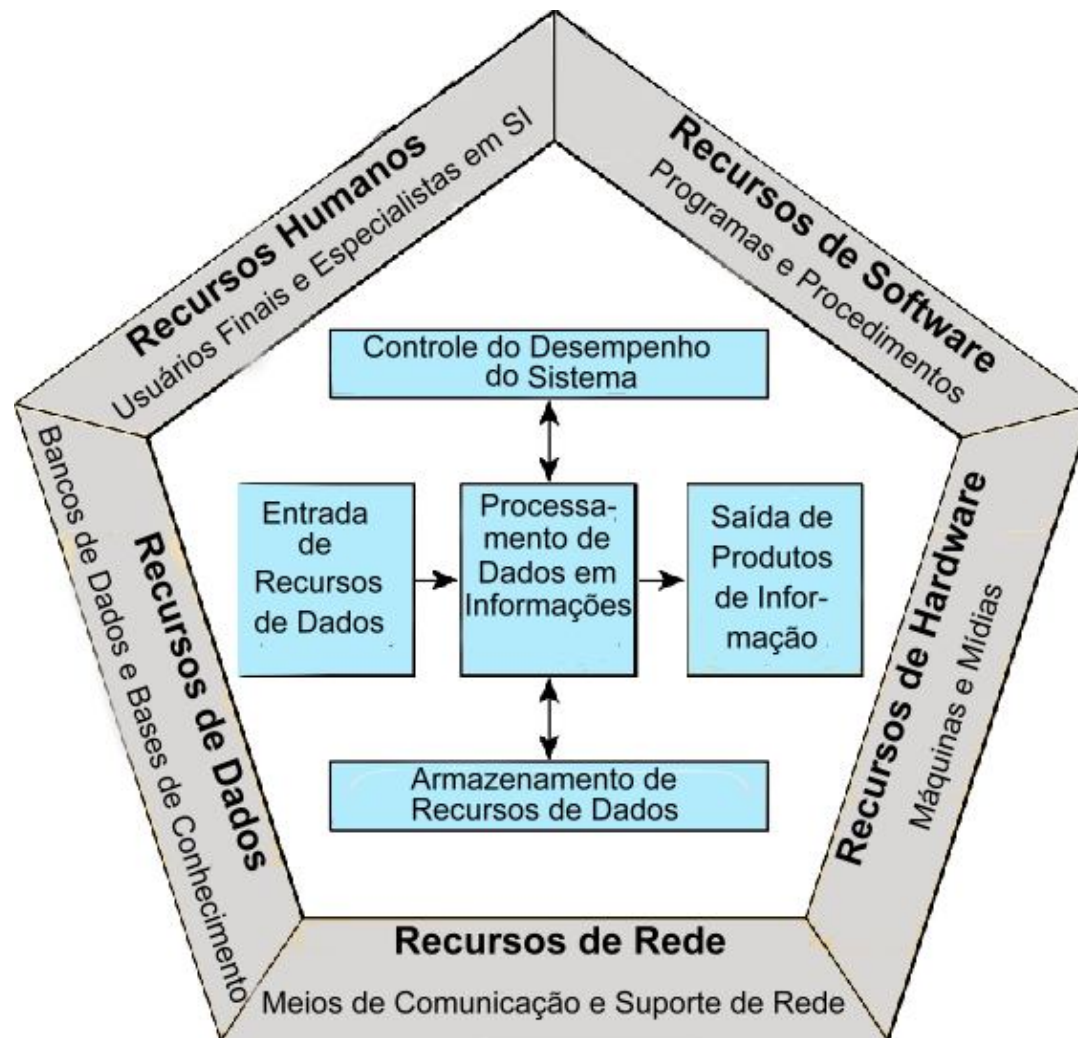 Recursos Humanos
Usuários Finais e Especialistas em SI
Recursos de Software
Programas e Procedimentos
Controle do Desempenho
do Sistema
Entrada
de
Recursos
de Dados
Processa-
mento de
Dados em
Informações
Saída de
Produtos
de Infor-
mação
Armazenamento de
Recursos de Dados
Recursos de Dados
Bancos de Dados e Bases de Conhecimento
Recursos de Hardware
Máquinas e Mídias
Recursos de Rede
Meios de Comunicação e Suporte de Rede